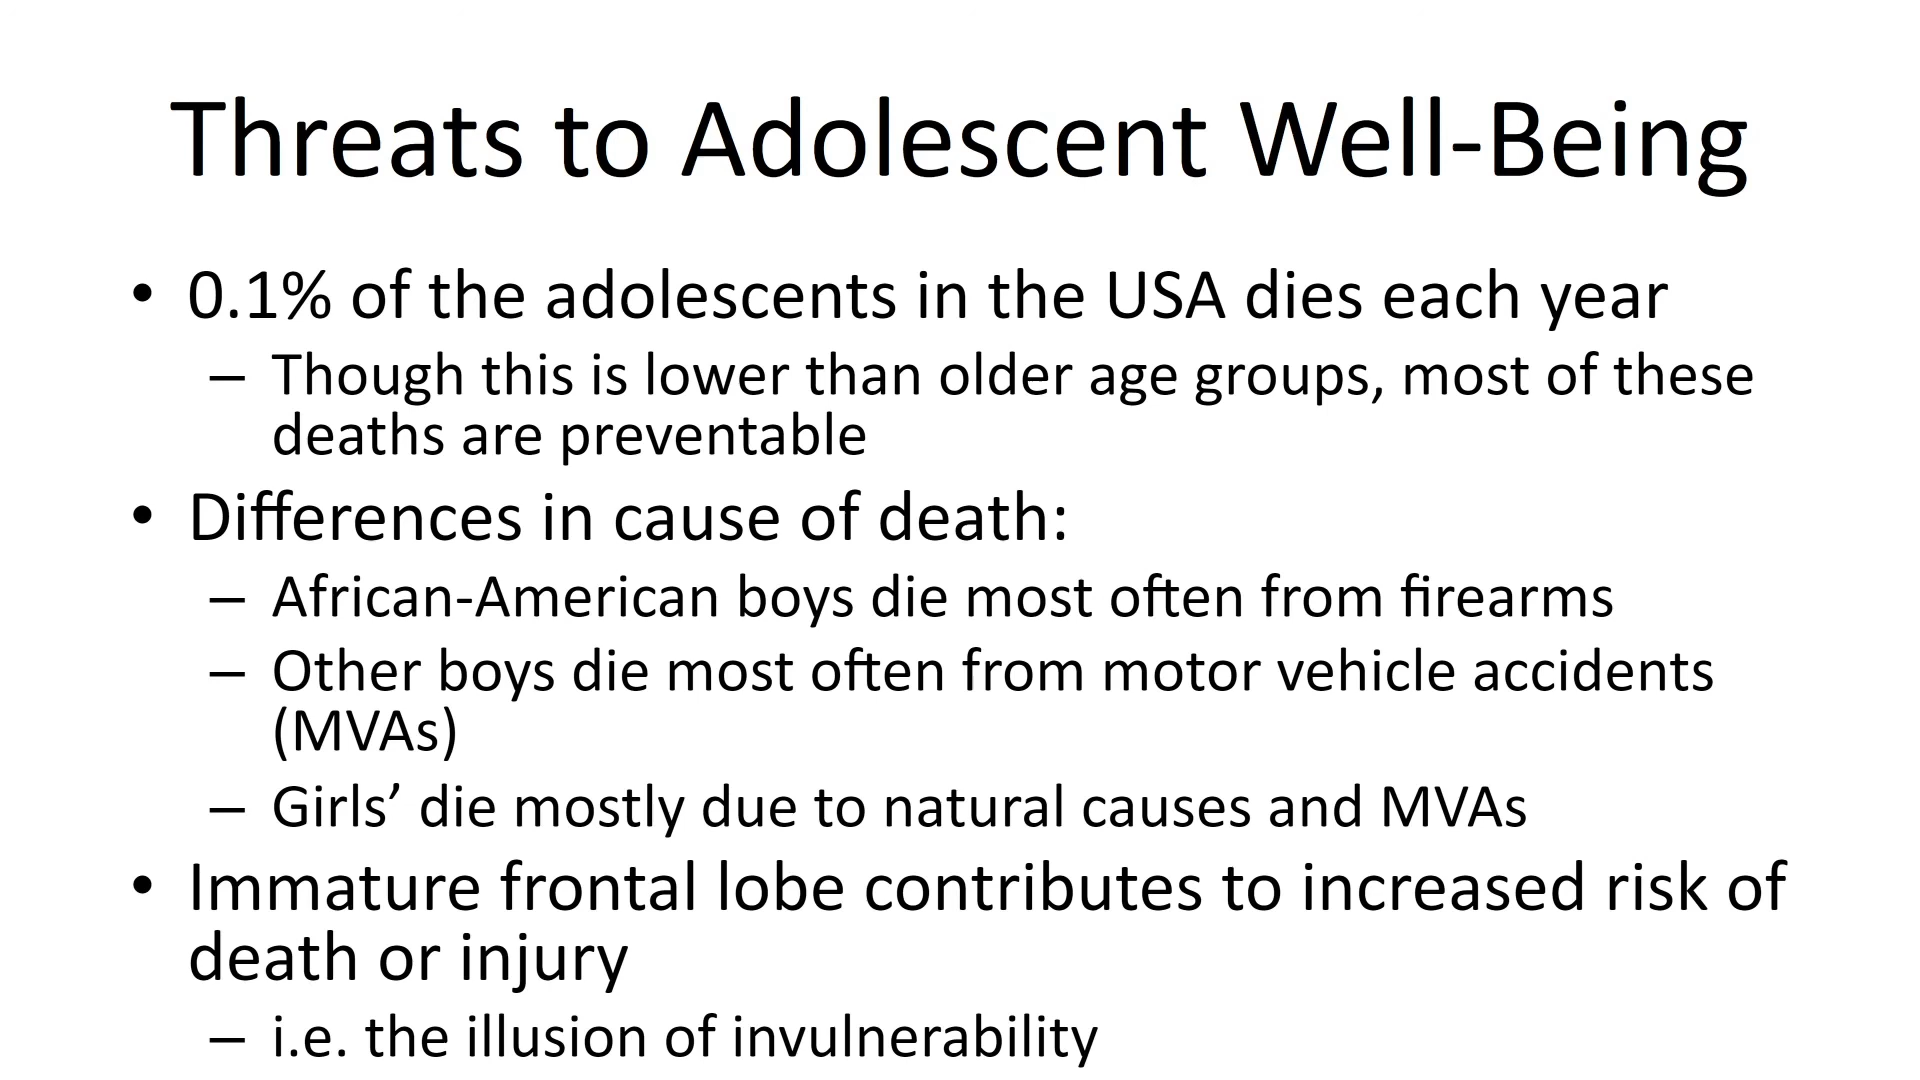 Threats to Adolescent Well-Being
• 0.1% of the adolescents in the USA dies each year
– Though this is lower than older age groups, most of these
deaths are preventable
• Differences in cause of death:
– African-American boys die most often from firearms
– Other boys die most often from motor vehicle accidents
(MVAs)
– Girls’ die mostly due to natural causes and MVAs
• Immature frontal lobe contributes to increased risk of
death or injury
– i.e. the illusion of invulnerability